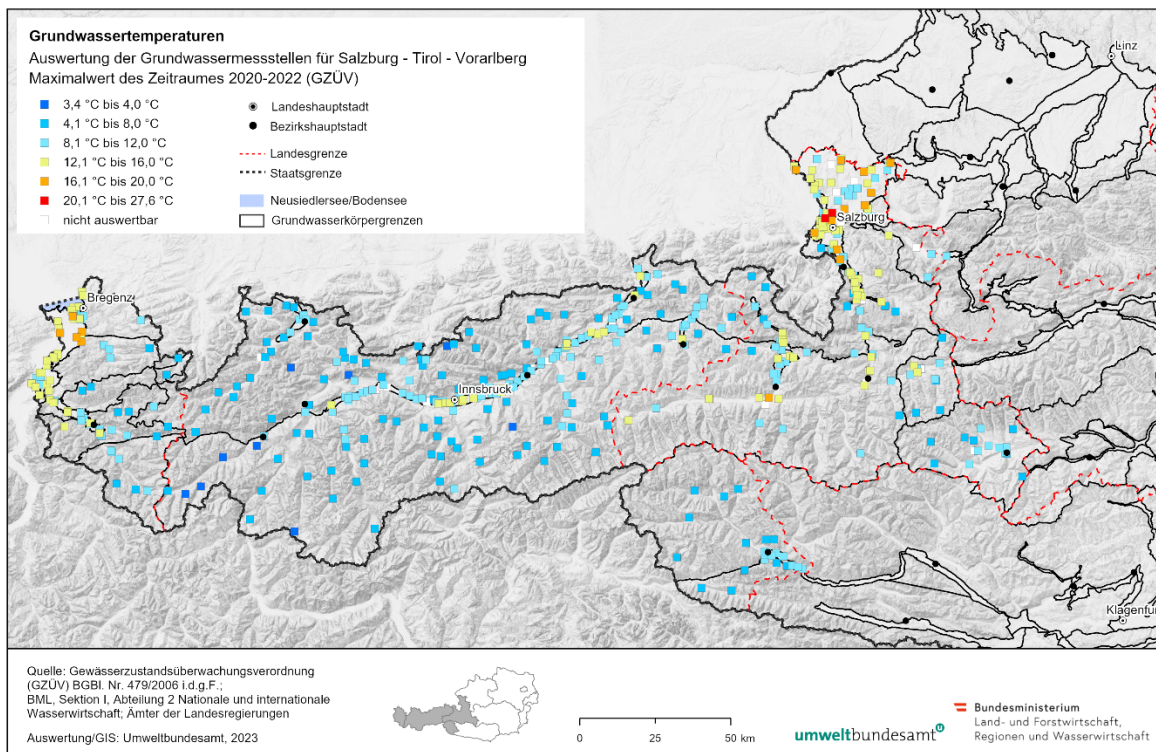 Grundwassertemperaturen
Auswertung der Grundwassermessstellen für Salzburg - Tirol - Vorarlberg
Maximalwert des Zeitraumes 2020-2022 (GZÜV)
3,4 °C bis 4,0 °C
4,1 °C bis 8,0 °C
8,1 °C bis 12,0 °C
12,1 °C bis 16,0 °C
16,1 °C bis 20,0 °C
20,1 °C bis 27,6 °C
nicht auswertbar
Landeshauptstadt
Bezirkshauptstadt
Landesgrenze
Staatsgrenze
Neusiedlersee/Bodensee
Grundwasserkörpergrenzen
Linz
Salzburg
Bregenz
Innsbruck
Klagenfur
Quelle: Gewässerzustandsüberwachungsverordnung
(GZÜV) BGBl. Nr. 479/2006 i.d.g.F.;
BML, Sektion I, Abteilung 2 Nationale und internationale
Wasserwirtschaft; Ämter der Landesregierungen
Auswertung/GIS: Umweltbundesamt, 2023
0 25 50 km
umweltbundesamt u
Bundesministerium
Land- und Forstwirtschaft,
Regionen und Wasserwirtschaft